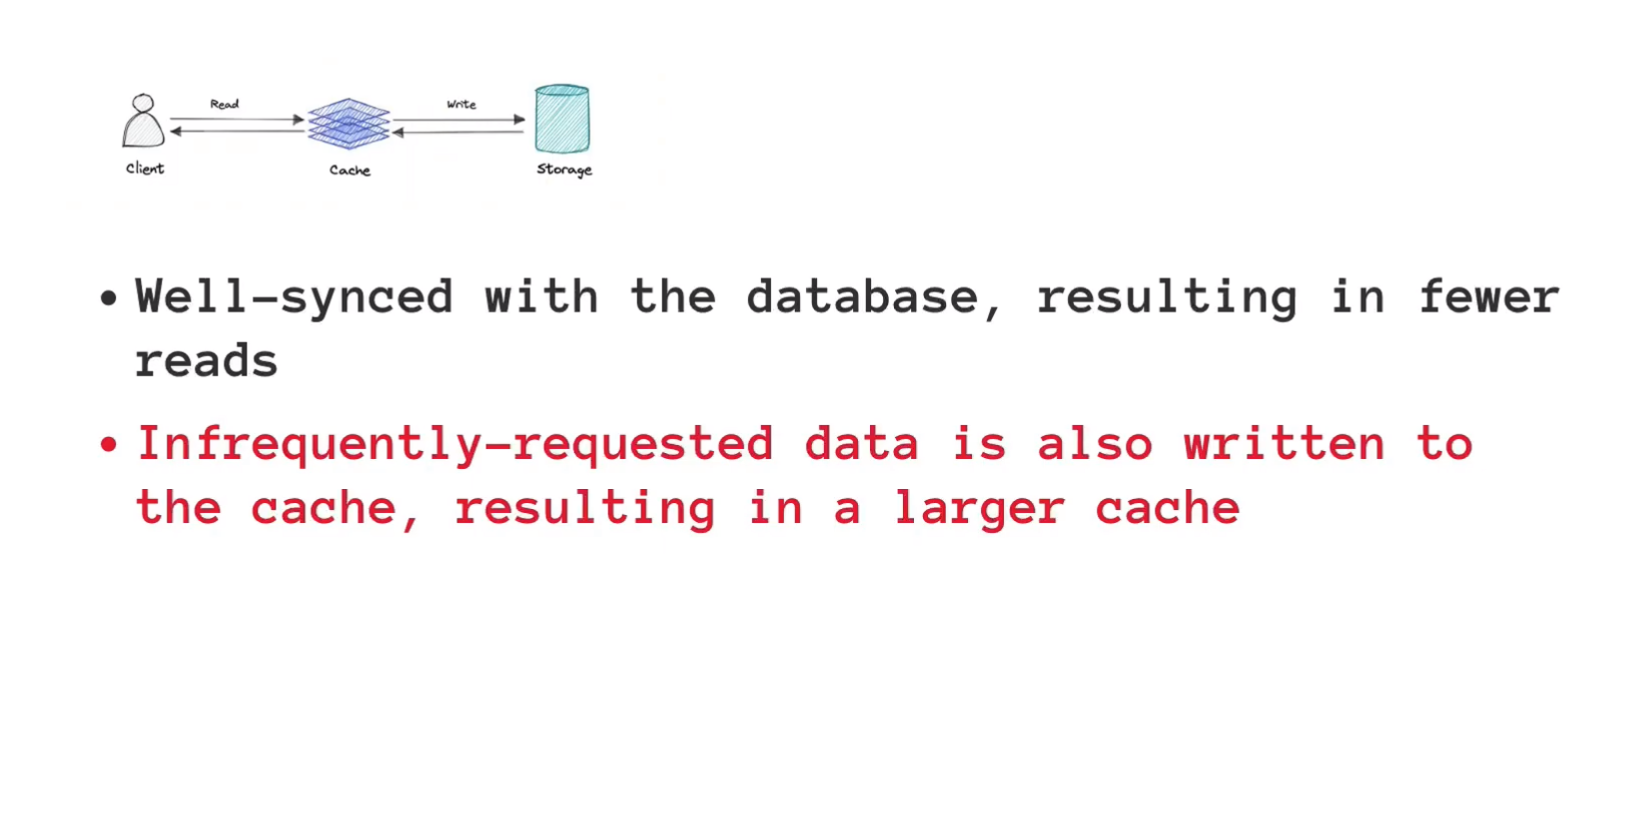 Read
Write
Client
Cache
Storage
• Well-synced with the database, resulting in fewer
reads
• Infrequently-requested data is also written to
the cache, resulting in a larger cache